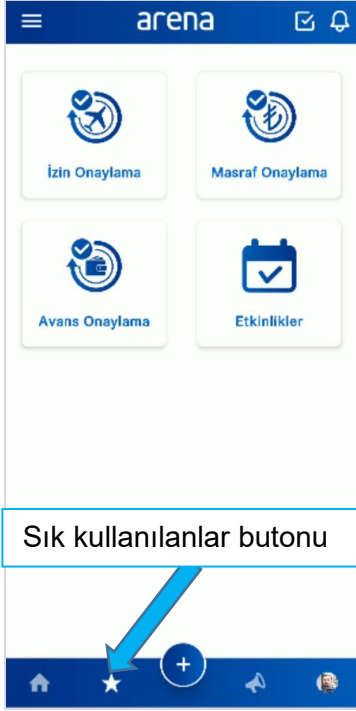 arena
İzin Onaylama
Masraf Onaylama
Avans Onaylama
Etkinlikler
Sık kullanılanlar butonu